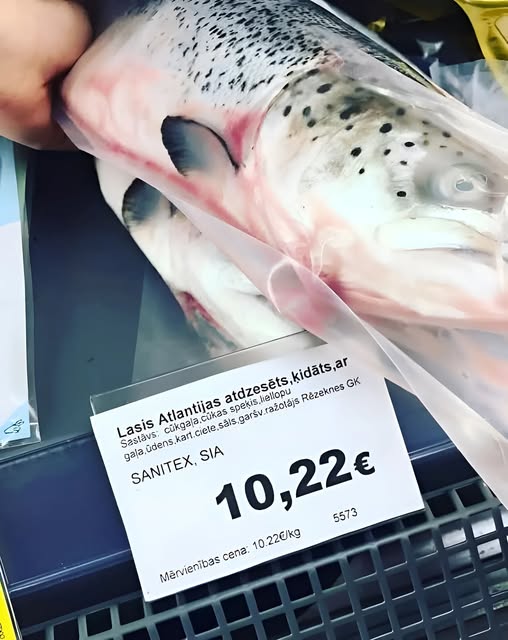 Lasis Atlantijas atdzesēts,ķidāts,ar
Sastāvs: cūkgaļa,cūkas speķis,liellopu
gaļa,ūdens,kart.ciete,sāls,garšv.ražotājs Rēzeknes GK
SANITEX, SIA
10,22€
Mērvienības cena: 10.22€/kg 5573